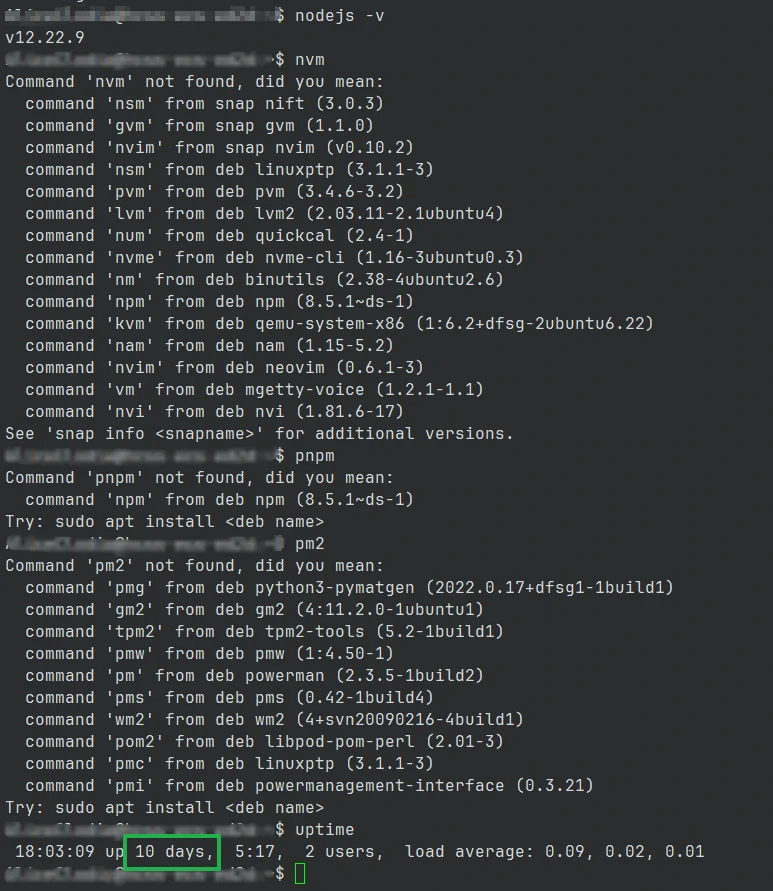 $ nodejs -v
v12.22.9
$ nvm
Command 'nvm' not found, did you mean:
  command 'nsm' from snap nift (3.0.3)
  command 'gvm' from snap gvm (1.1.0)
  command 'nvim' from snap nvim (v0.10.2)
  command 'nsm' from deb linuxptp (3.1.1-3)
  command 'pvm' from deb pvm (3.4.6-3.2)
  command 'lvm' from deb lvm2 (2.03.11-2.1ubuntu4)
  command 'num' from deb quickcal (2.4-1)
  command 'nvme' from deb nvme-cli (1.16-3ubuntu0.3)
  command 'nm' from deb binutils (2.38-4ubuntu2.6)
  command 'npm' from deb npm (8.5.1~ds-1)
  command 'kvm' from deb qemu-system-x86 (1:6.2+dfsg-2ubuntu6.22)
  command 'nam' from deb nam (1.15-5.2)
  command 'nvim' from deb neovim (0.6.1-3)
  command 'vm' from deb mgetty-voice (1.2.1-1.1)
  command 'nvi' from deb nvi (1.81.6-17)
See 'snap info <snapname>' for additional versions.
$ pnpm
Command 'pnpm' not found, did you mean:
  command 'npm' from deb npm (8.5.1~ds-1)
Try: sudo apt install <deb name>
pm2
Command 'pm2' not found, did you mean:
  command 'pmg' from deb python3-pymatgen (2022.0.17+dfsg1-1build1)
  command 'gm2' from deb gm2 (4:11.2.0-1ubuntu1)
  command 'tpm2' from deb tpm2-tools (5.2-1build1)
  command 'pmw' from deb pmw (1:4.50-1)
  command 'pm' from deb powerman (2.3.5-1build2)
  command 'pms' from deb pms (0.42-1build4)
  command 'wm2' from deb wm2 (4+svn20090216-4build1)
  command 'pom2' from deb libpod-pom-perl (2.01-3)
  command 'pmc' from deb linuxptp (3.1.1-3)
  command 'pmi' from deb powermanagement-interface (0.3.21)
Try: sudo apt install <deb name>
$ uptime
 18:03:09 up 10 days,  5:17,  2 users,  load average: 0.09, 0.02, 0.01
$